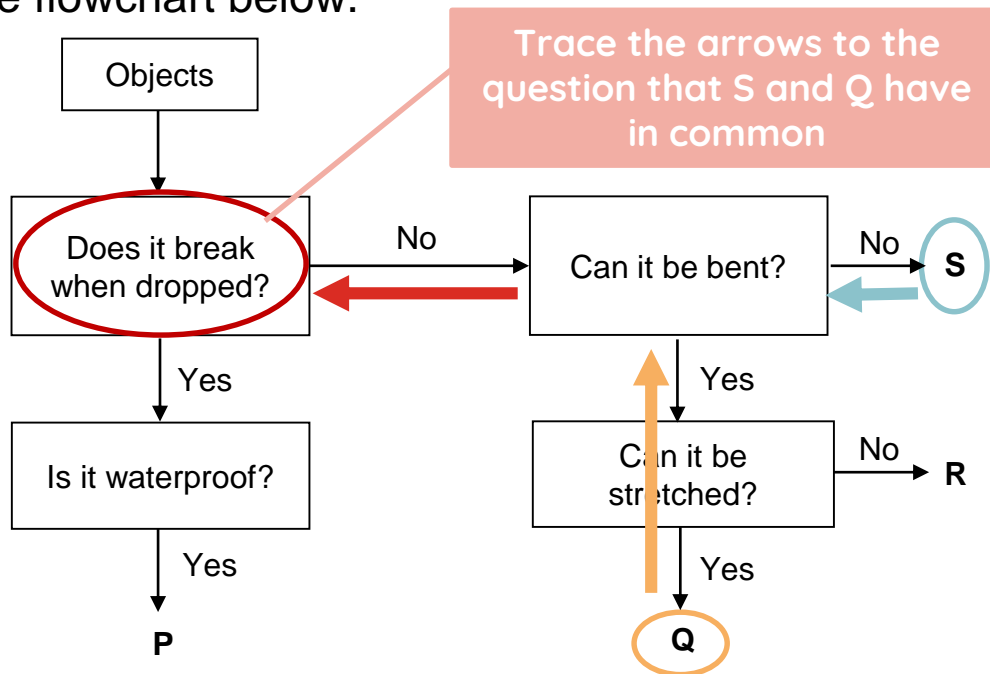 e flowchart below.
Trace the arrows to the
question that S and Q have
in common
Objects
Does it break
when dropped?
No
Can it be bent?
No
S
Yes
Yes
Is it waterproof?
Can it be
stretched?
No
R
Yes
Yes
P
Q